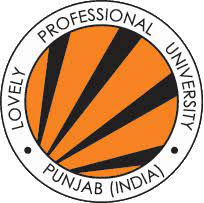 LOVELY PROFESSIONAL UNIVERSITY
PUNJAB (INDIA)